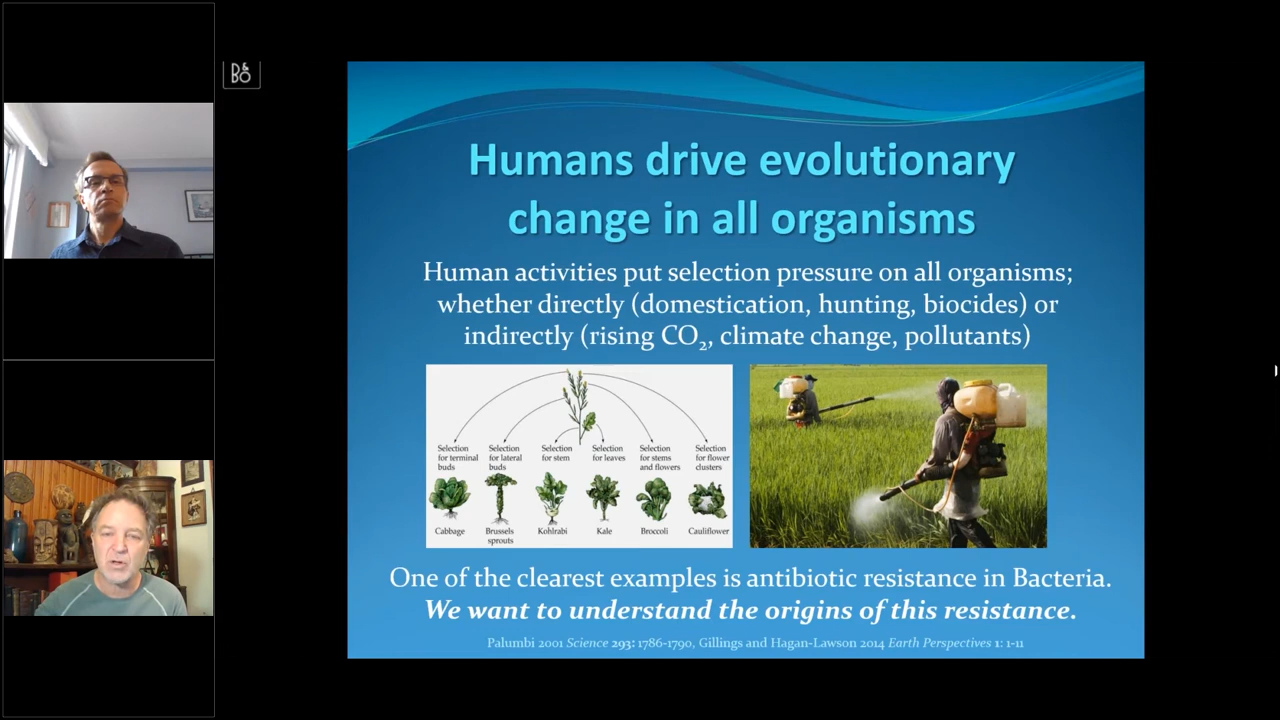 B&O
Humans drive evolutionary
change in all organisms
Human activities put selection pressure on all organisms;
whether directly (domestication, hunting, biocides) or
indirectly (rising CO₂, climate change, pollutants)
Selection for terminal buds
Selection for lateral buds
Selection for stem
Selection for leaves
Selection for stems and flowers
Selection for flower clusters
Cabbage
Brussels sprouts
Kohlrabi
Kale
Broccoli
Cauliflower
One of the clearest examples is antibiotic resistance in Bacteria.
We want to understand the origins of this resistance.
Palumbi 2001 Science 293: 1786-1790, Gillings and Hagan-Lawson 2014 Earth Perspectives 1: 1-11